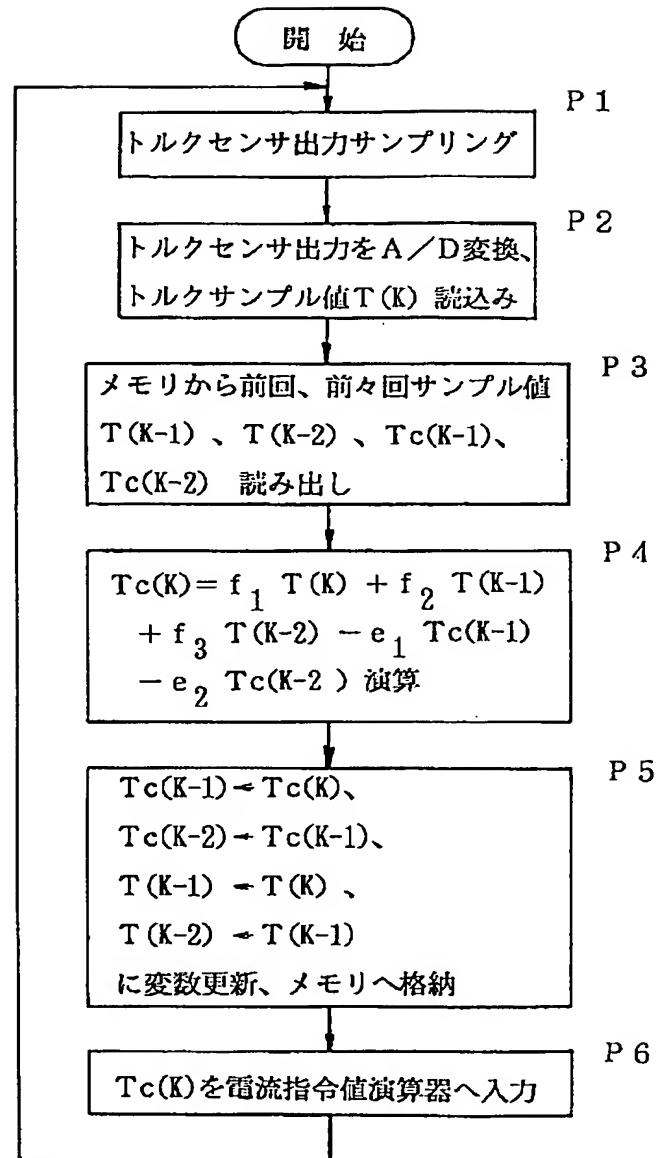 開 始
P1
トルクセンサ出力サンプリング
P2
トルクセンサ出力をA/D変換、
トルクサンプル値T(K) 読込み
P3
メモリから前回、前々回サンプル値
T(K-1) 、T(K-2) 、Tc(K-1)、
Tc(K-2) 読み出し
P4
Tc(K)=f1 T(K) +f2 T(K-1)
+f3 T(K-2) −e1 Tc(K-1)
−e2 Tc(K-2 ) 演算
P5
Tc(K-1)←Tc(K)、
Tc(K-2)←Tc(K-1)、
T(K-1) ←T(K) 、
T(K-2) ←T(K-1)
に変数更新、メモリへ格納
P6
Tc(K)を電流指令値演算器へ入力